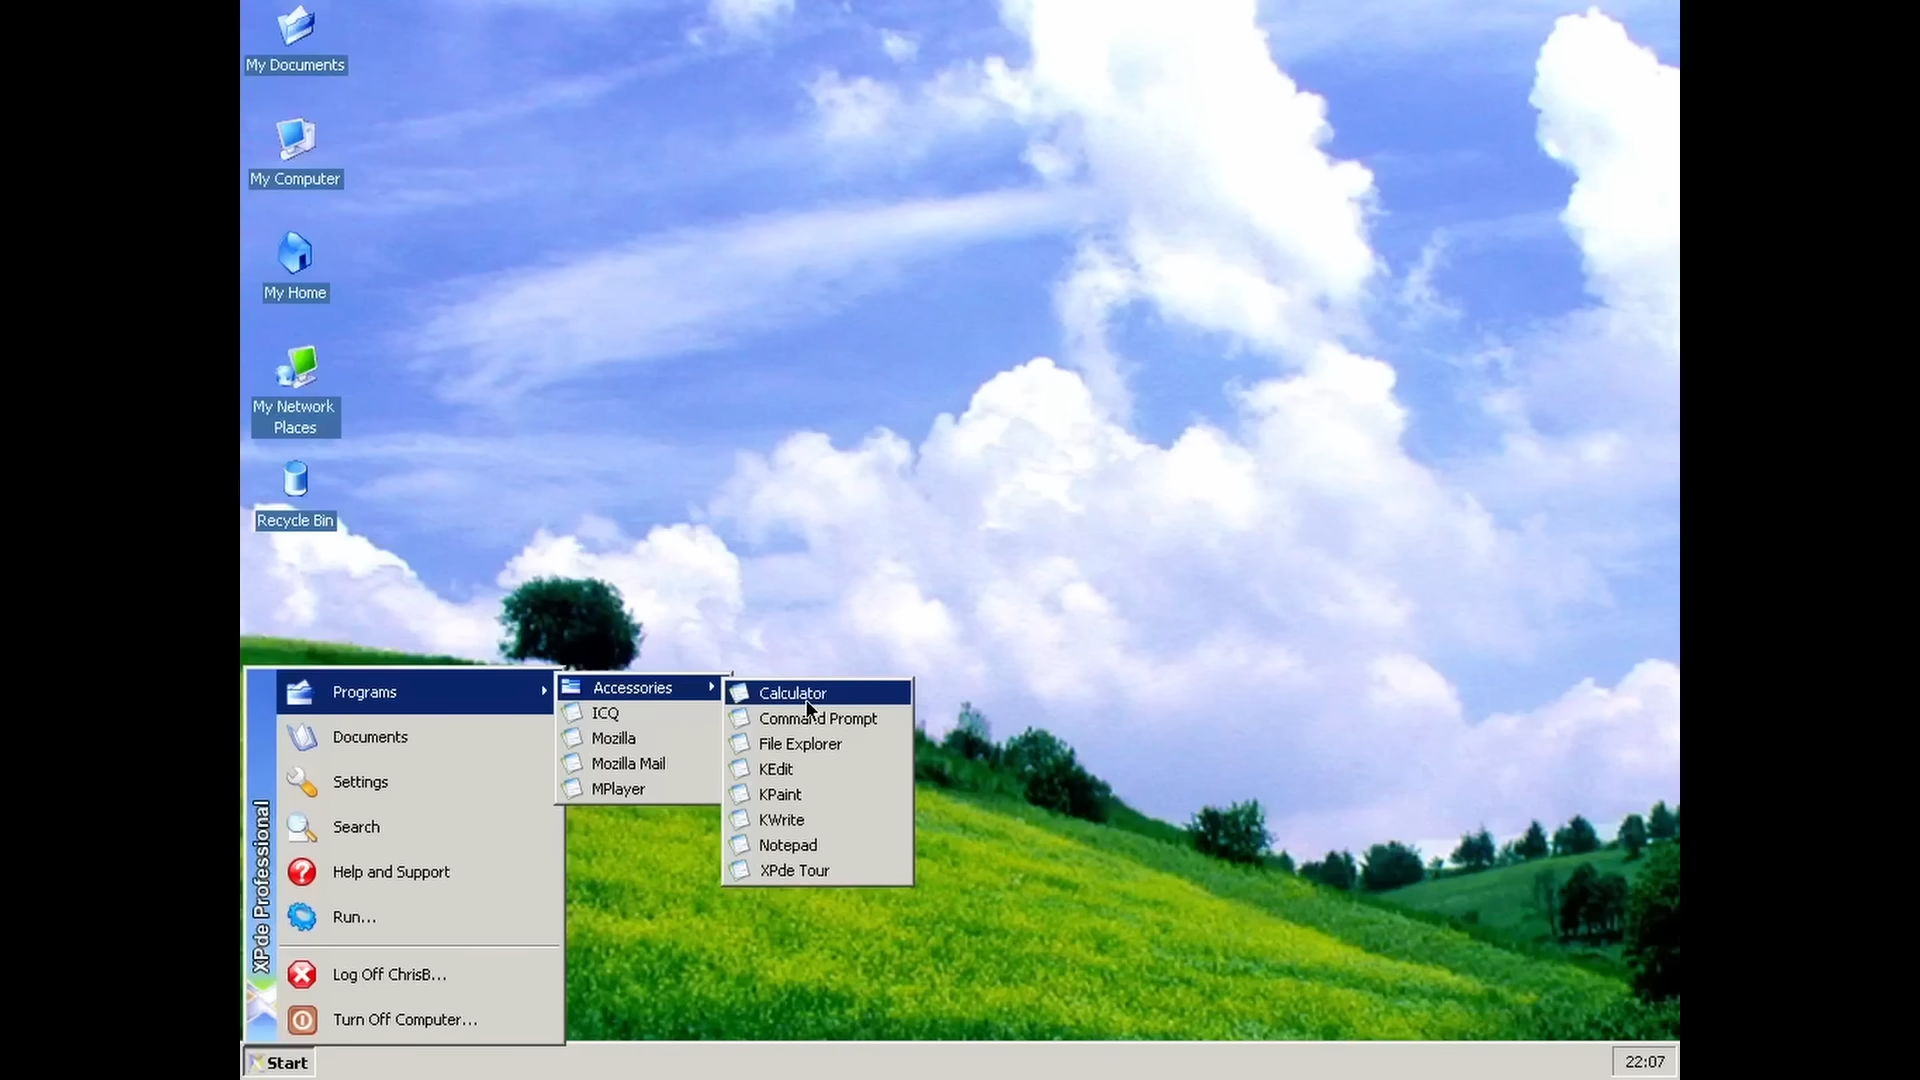 My Documents
My Computer
My Home
My Network
Places
Recycle Bin
XPde Professional
Programs
Documents
Settings
Search
Help and Support
Run...
Log Off ChrisB...
Turn Off Computer...
Accessories
ICQ
Mozilla
Mozilla Mail
MPlayer
Calculator
Command Prompt
File Explorer
KEdit
KPaint
KWrite
Notepad
XPde Tour
Start
22:07